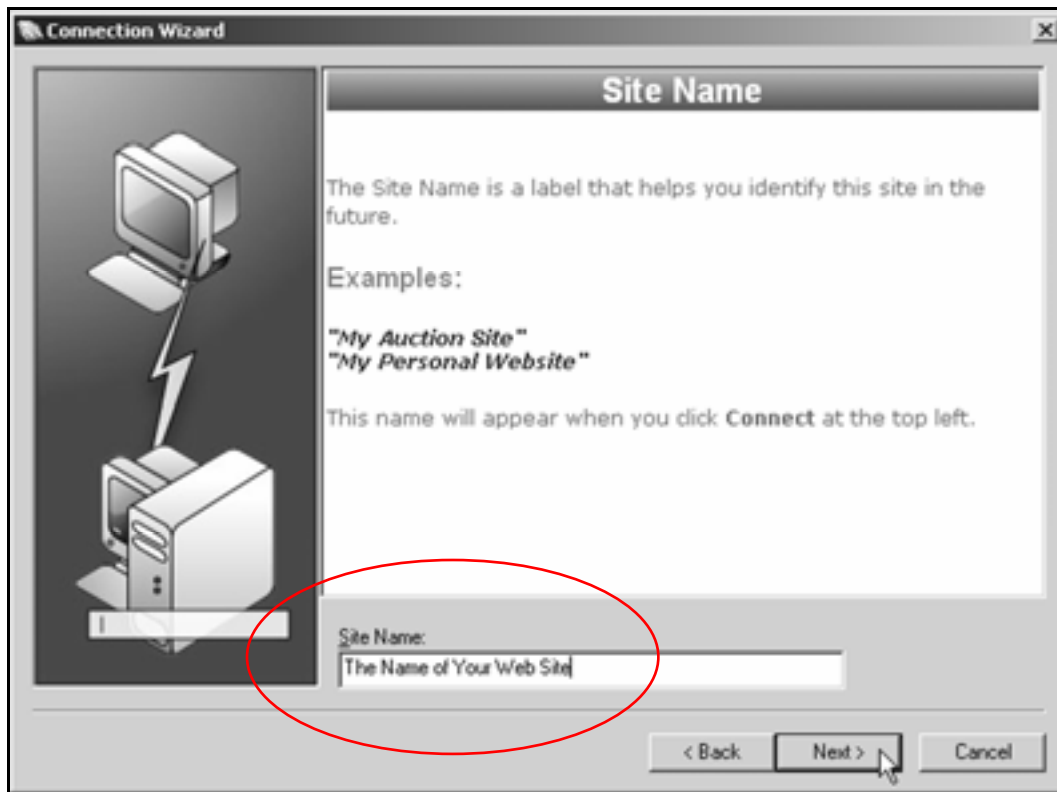 Connection Wizard
Site Name
The Site Name is a label that helps you identify this site in the
future.
Examples:
"My Auction Site"
"My Personal Website"
This name will appear when you click Connect at the top left.
Site Name:
The Name of Your Web Site
< Back
Next >
Cancel